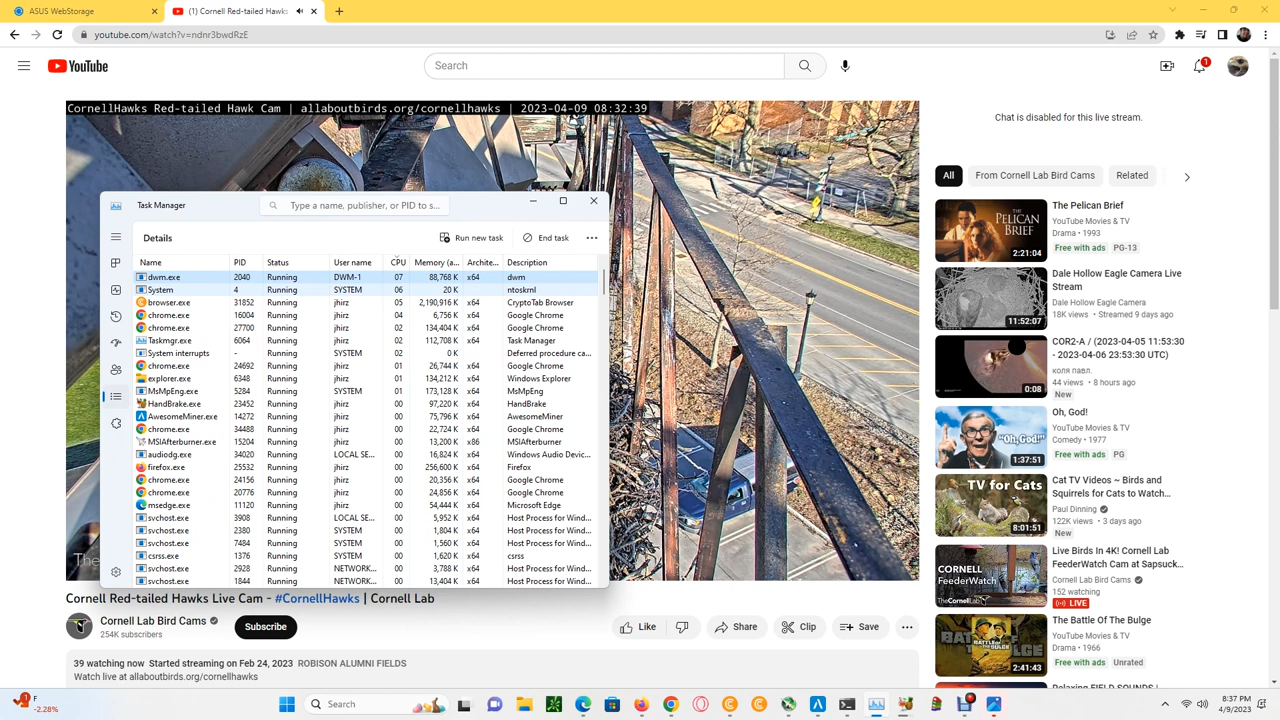 ASUS WebStorage
(1) Cornell Red-tailed Hawks
youtube.com/watch?v=ndnr3bwdRzE
YouTube
Search
1
CornellHawks Red-tailed Hawk Cam | allaboutbirds.org/cornellhawks | 2023-04-09 08:32:39
Task Manager
Type a name, publisher, or PID to s...
Details
Run new task
End task
Name PID Status User name CPU Memory (a... Archite... Description
dwm.exe 2040 Running DWM-1 07 88,768 K x64 dwm
System 4 Running SYSTEM 06 20 K ntoskrnl
browser.exe 31852 Running jhirz 05 2,190,916 K x64 CryptoTab Browser
chrome.exe 16004 Running jhirz 04 6,756 K x64 Google Chrome
chrome.exe 27700 Running jhirz 02 134,404 K x64 Google Chrome
Taskmgr.exe 6064 Running jhirz 02 112,708 K x64 Task Manager
System interrupts - Running SYSTEM 02 0 K Deferred procedure ca...
chrome.exe 24692 Running jhirz 01 26,744 K x64 Google Chrome
explorer.exe 6348 Running jhirz 01 134,212 K x64 Windows Explorer
MsMpEng.exe 5284 Running SYSTEM 01 173,128 K x64 MsMpEng
HandBrake.exe 23452 Running jhirz 00 97,220 K x64 HandBrake
AwesomeMiner.exe 14272 Running jhirz 00 75,796 K x64 AwesomeMiner
chrome.exe 34488 Running jhirz 00 22,724 K x64 Google Chrome
MSIAfterburner.exe 15204 Running jhirz 00 13,200 K x86 MSIAfterburner
audiodg.exe 34020 Running LOCAL SE... 00 16,824 K x64 Windows Audio Devic...
firefox.exe 25532 Running jhirz 00 256,600 K x64 Firefox
chrome.exe 24156 Running jhirz 00 20,356 K x64 Google Chrome
chrome.exe 20776 Running jhirz 00 24,856 K x64 Google Chrome
msedge.exe 11120 Running jhirz 00 54,444 K x64 Microsoft Edge
svchost.exe 3908 Running LOCAL SE... 00 5,952 K x64 Host Process for Wind...
svchost.exe 2380 Running SYSTEM 00 1,804 K x64 Host Process for Wind...
svchost.exe 7484 Running SYSTEM 00 1,560 K x64 Host Process for Wind...
csrss.exe 1376 Running SYSTEM 00 1,620 K x64 csrss
svchost.exe 2928 Running NETWORK... 00 3,788 K x64 Host Process for Wind...
svchost.exe 1844 Running NETWORK... 00 13,404 K x64 Host Process for Wind...
Cornell Red-tailed Hawks Live Cam - #CornellHawks | Cornell Lab
Cornell Lab Bird Cams
254K subscribers
Subscribe
Like
Share
Clip
Save
39 watching now Started streaming on Feb 24, 2023 ROBISON ALUMNI FIELDS
Watch live at allaboutbirds.org/cornellhawks
Chat is disabled for this live stream.
All
From Cornell Lab Bird Cams
Related
The Pelican Brief
YouTube Movies & TV
Drama • 1993
Free with ads PG-13
2:21:04
Dale Hollow Eagle Camera Live
Stream
Dale Hollow Eagle Camera
18K views • Streamed 9 days ago
11:52:07
COR2-A / (2023-04-05 11:53:30
- 2023-04-06 23:53:30 UTC)
коля павл.
44 views • 8 hours ago
New
0:08
Oh, God!
YouTube Movies & TV
Comedy • 1977
Free with ads PG
"Oh, God!"
1:37:51
Cat TV Videos ~ Birds and
Squirrels for Cats to Watch...
Paul Dinning
122K views • 3 days ago
New
TV for Cats
8:01:51
Live Birds In 4K! Cornell Lab
FeederWatch Cam at Sapsuck...
Cornell Lab Bird Cams
152 watching
LIVE
CORNELL
FeederWatch
TheCornellLab
The Battle Of The Bulge
YouTube Movies & TV
Drama • 1966
Free with ads Unrated
2:41:43
Relaxing FIELD SOUNDS |
1
F
-2.28%
Search
8:37 PM
4/9/2023